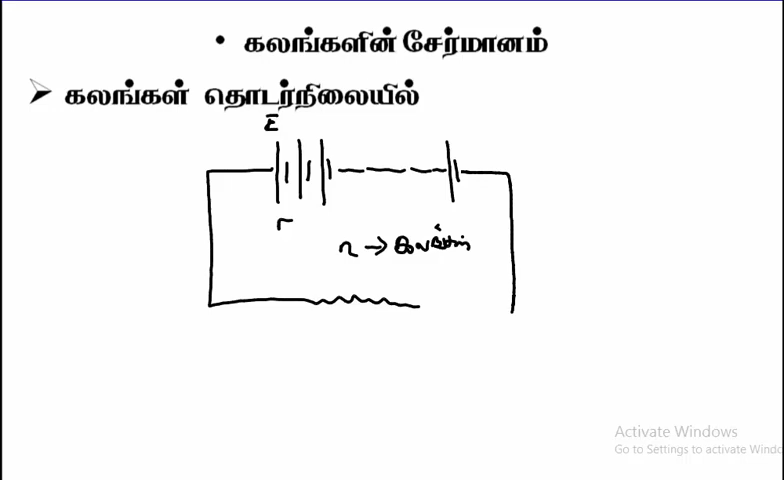 • கலங்களின் சேர்மானம்
➤ கலங்கள் தொடர்நிலையில்
E
r
n → கலங்கள்
Activate Windows
Go to Settings to activate Windo